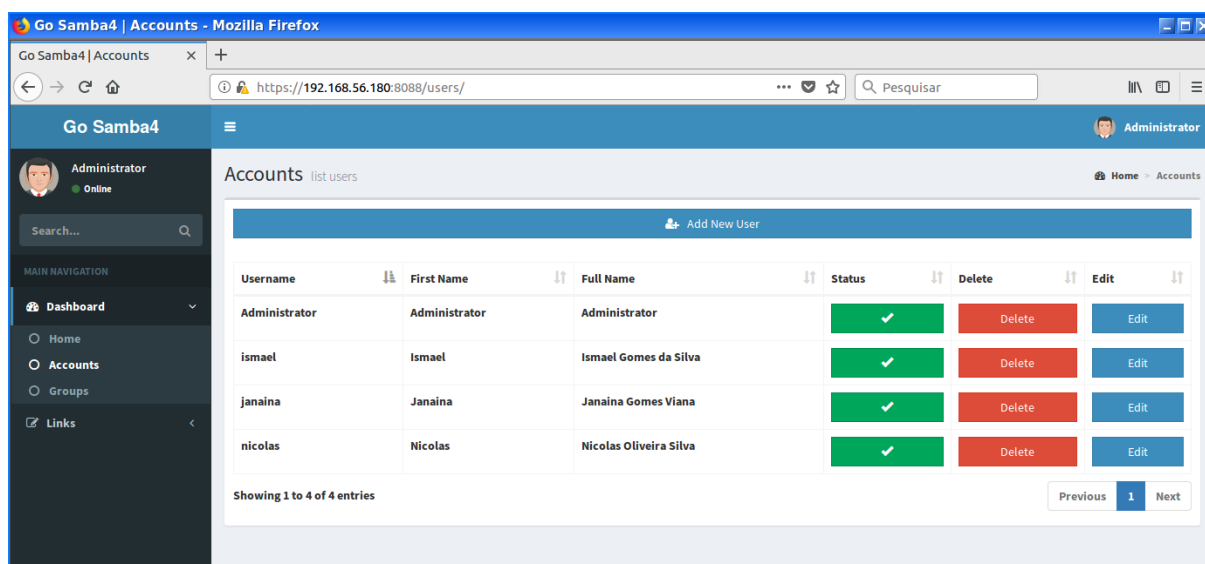 Go Samba4 | Accounts - Mozilla Firefox
Go Samba4 | Accounts
https://192.168.56.180:8088/users/
Pesquisar
Go Samba4
Administrator
Administrator
Online
Accounts list users
Home > Accounts
Search...
Add New User
MAIN NAVIGATION
Dashboard
Home
Accounts
Groups
Links
Username First Name Full Name Status Delete Edit
Administrator Administrator Administrator Delete Edit
ismael Ismael Ismael Gomes da Silva Delete Edit
janaina Janaina Janaina Gomes Viana Delete Edit
nicolas Nicolas Nicolas Oliveira Silva Delete Edit
Showing 1 to 4 of 4 entries
Previous 1 Next